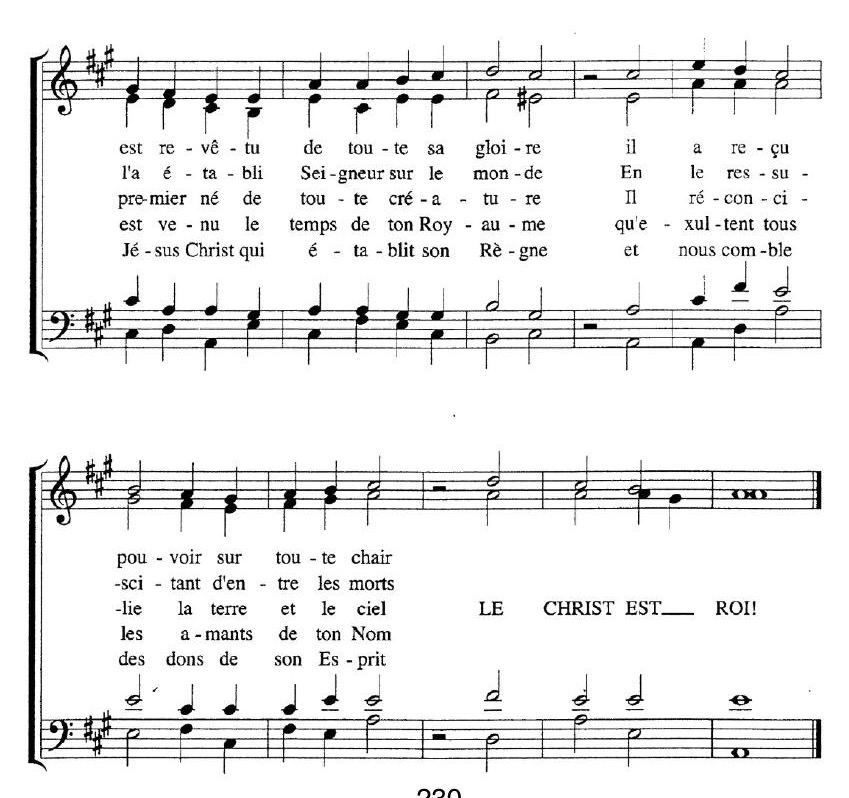 est re - vê - tu de tou - te sa gloi - re il a re - çu
l'a é - ta - bli Sei - gneur sur le mon - de En le res - su -
pre - mier né de tou - te cré - a - tu - re Il ré - con - ci -
est ve - nu le temps de ton Roy - au - me qu'e - xul - tent tous
Jé - sus Christ qui é - ta - blit son Rè - gne et nous com - ble
pou - voir sur tou - te chair
-sci - tant d'en - tre les morts
-lie la terre et le ciel LE CHRIST EST___ ROI!
les a - mants de ton Nom
des dons de son Es - prit
230